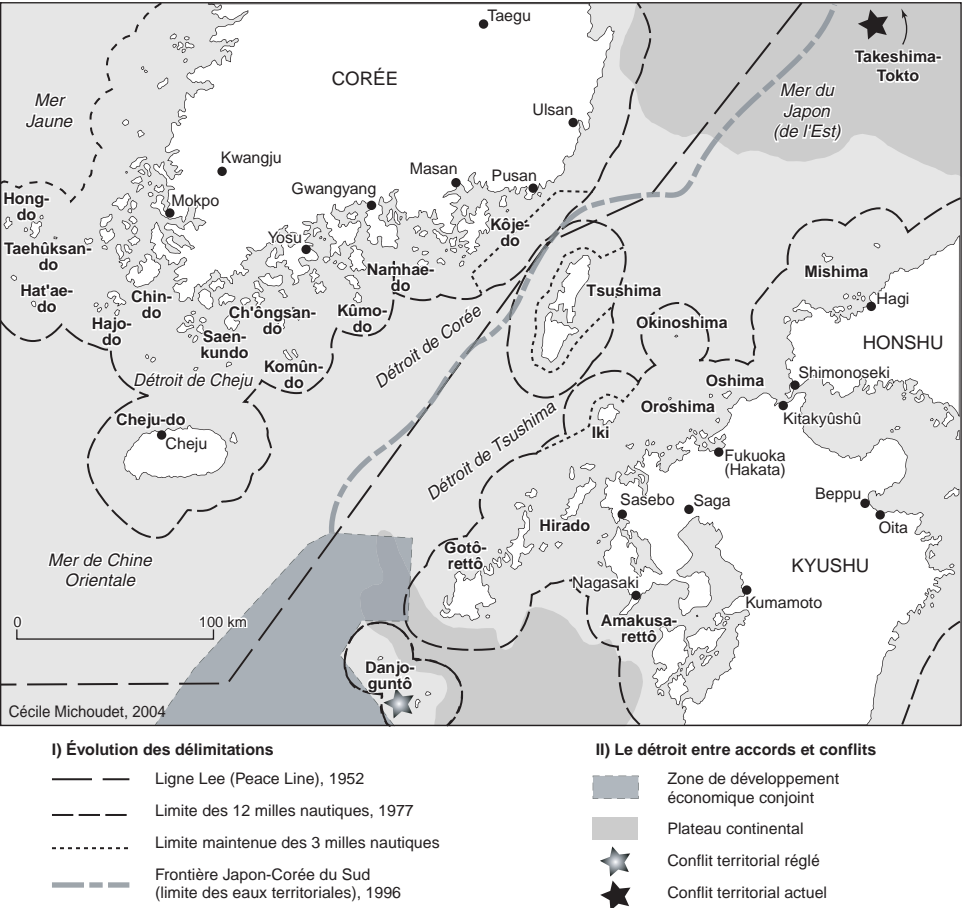 Taegu
CORÉE
Takeshima-
Tokto
Mer
Jaune
Mer du
Japon
(de l'Est)
Ulsan
Kwangju
Masan
Pusan
Gwangyang
Mokpo
Hong-
do
Yosu
Kôje-
do
Taehûksan-
do
Namhae-
do
Mishima
Hat'ae-
do
Tsushima
Hagi
Chin-
do
Ch'ôngsan-
do
Kûmo-
do
Okinoshima
Hajo-
do
Saen-
kundo
Détroit de Corée
HONSHU
Komûn-
do
Shimonoseki
Détroit de Cheju
Oshima
Oroshima
Kitakyûshû
Cheju-do
Cheju
Iki
Détroit de Tsushima
Fukuoka
(Hakata)
Sasebo
Saga
Beppu
Oita
Hirado
Mer de Chine
Orientale
Gotô-
rettô
KYUSHU
Nagasaki
Kumamoto
0 100 km
Amakusa-
rettô
Danjo-
guntô
Cécile Michoudet, 2004
I) Évolution des délimitations
Ligne Lee (Peace Line), 1952
Limite des 12 milles nautiques, 1977
Limite maintenue des 3 milles nautiques
Frontière Japon-Corée du Sud
(limite des eaux territoriales), 1996
II) Le détroit entre accords et conflits
Zone de développement
économique conjoint
Plateau continental
Conflit territorial réglé
Conflit territorial actuel